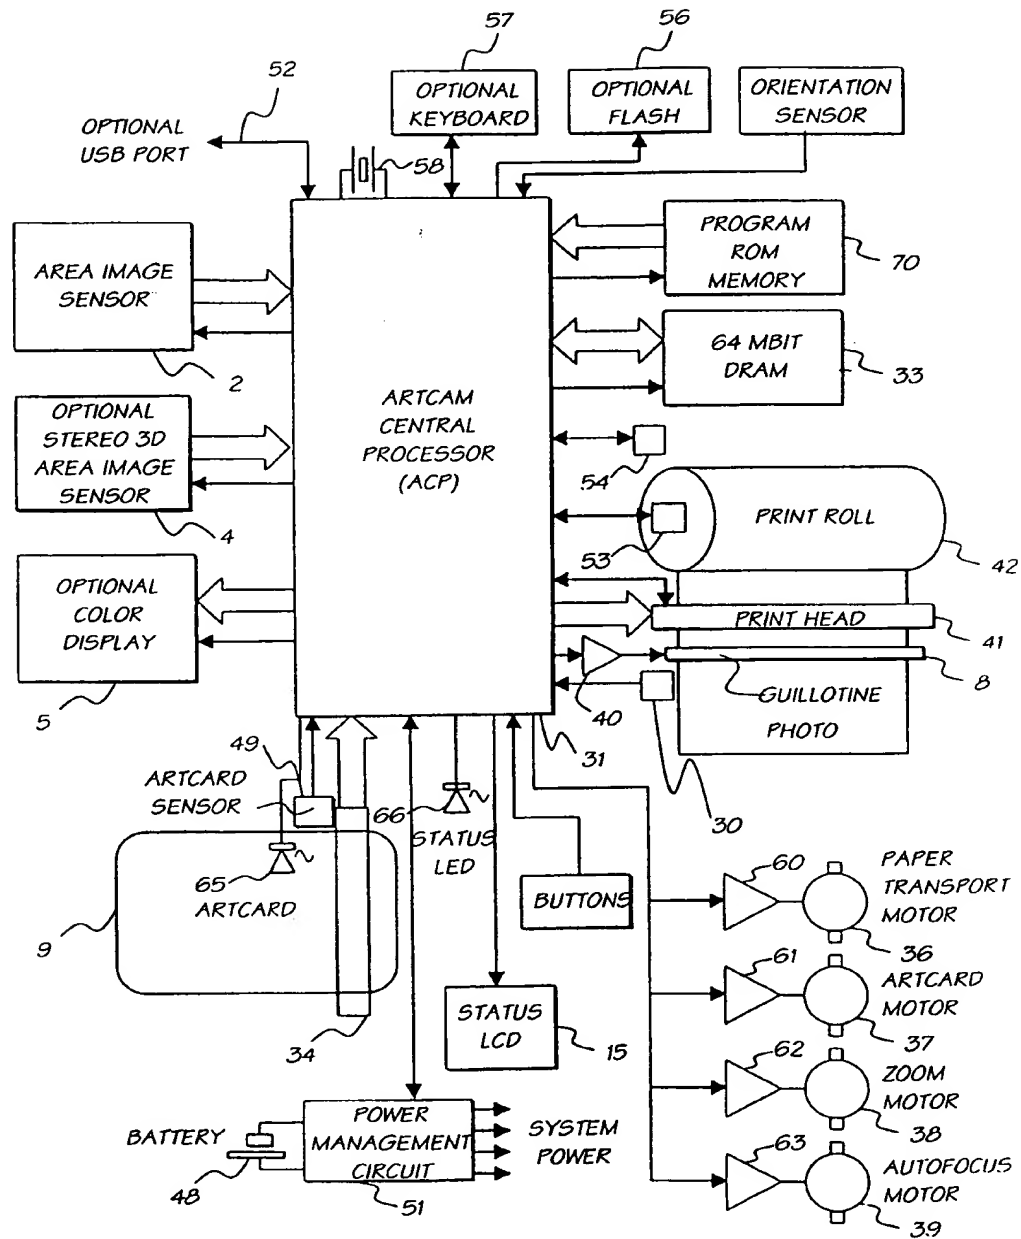 57
56
52
OPTIONAL
KEYBOARD
OPTIONAL
FLASH
ORIENTATION
SENSOR
OPTIONAL
USB PORT
58
AREA IMAGE
SENSOR
2
PROGRAM
ROM
MEMORY
70
64 MBIT
DRAM
33
OPTIONAL
STEREO 3D
AREA IMAGE
SENSOR
4
ARTCAM
CENTRAL
PROCESSOR
(ACP)
54
PRINT ROLL
53
42
OPTIONAL
COLOR
DISPLAY
5
PRINT HEAD
41
8
40
GUILLOTINE
PHOTO
31
30
49
ARTCARD
SENSOR
66
STATUS
LED
65
ARTCARD
9
34
BUTTONS
STATUS
LCD
15
60
PAPER
TRANSPORT
MOTOR
36
61
ARTCARD
MOTOR
37
62
ZOOM
MOTOR
38
63
AUTOFOCUS
MOTOR
39
BATTERY
48
POWER
MANAGEMENT
CIRCUIT
51
SYSTEM
POWER